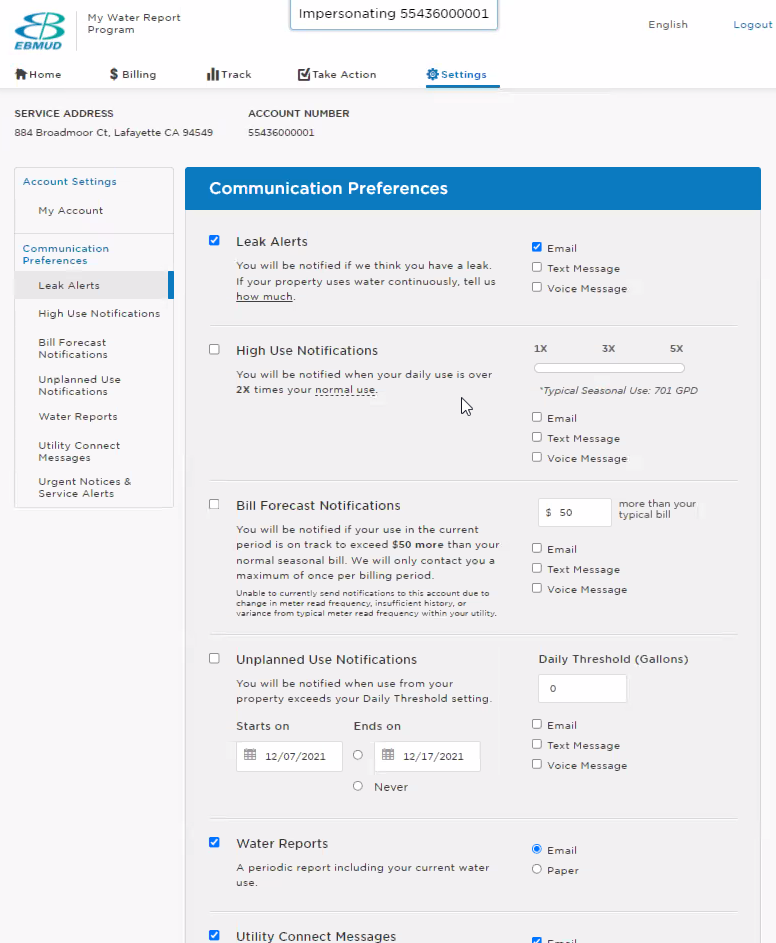 EBMUD
My Water Report
Program
Impersonating 55436000001
English
Logout
Home
Billing
Track
Take Action
Settings
SERVICE ADDRESS
884 Broadmoor Ct, Lafayette CA 94549
ACCOUNT NUMBER
55436000001
Account Settings
My Account
Communication
Preferences
Leak Alerts
High Use Notifications
Bill Forecast
Notifications
Unplanned Use
Notifications
Water Reports
Utility Connect
Messages
Urgent Notices &
Service Alerts
Communication Preferences
Leak Alerts
You will be notified if we think you have a leak.
If your property uses water continuously, tell us
how much.
Email
Text Message
Voice Message
High Use Notifications
You will be notified when your daily use is over
2X times your normal use.
1X 3X 5X
*Typical Seasonal Use: 701 GPD
Email
Text Message
Voice Message
Bill Forecast Notifications
You will be notified if your use in the current
period is on track to exceed $50 more than your
normal seasonal bill. We will only contact you a
maximum of once per billing period.
Unable to currently send notifications to this account due to
change in meter read frequency, insufficient history, or
variance from typical meter read frequency within your utility.
$ 50
more than your
typical bill
Email
Text Message
Voice Message
Unplanned Use Notifications
You will be notified when use from your
property exceeds your Daily Threshold setting.
Starts on
12/07/2021
Ends on
12/17/2021
Never
Daily Threshold (Gallons)
0
Email
Text Message
Voice Message
Water Reports
A periodic report including your current water
use.
Email
Paper
Utility Connect Messages
Email